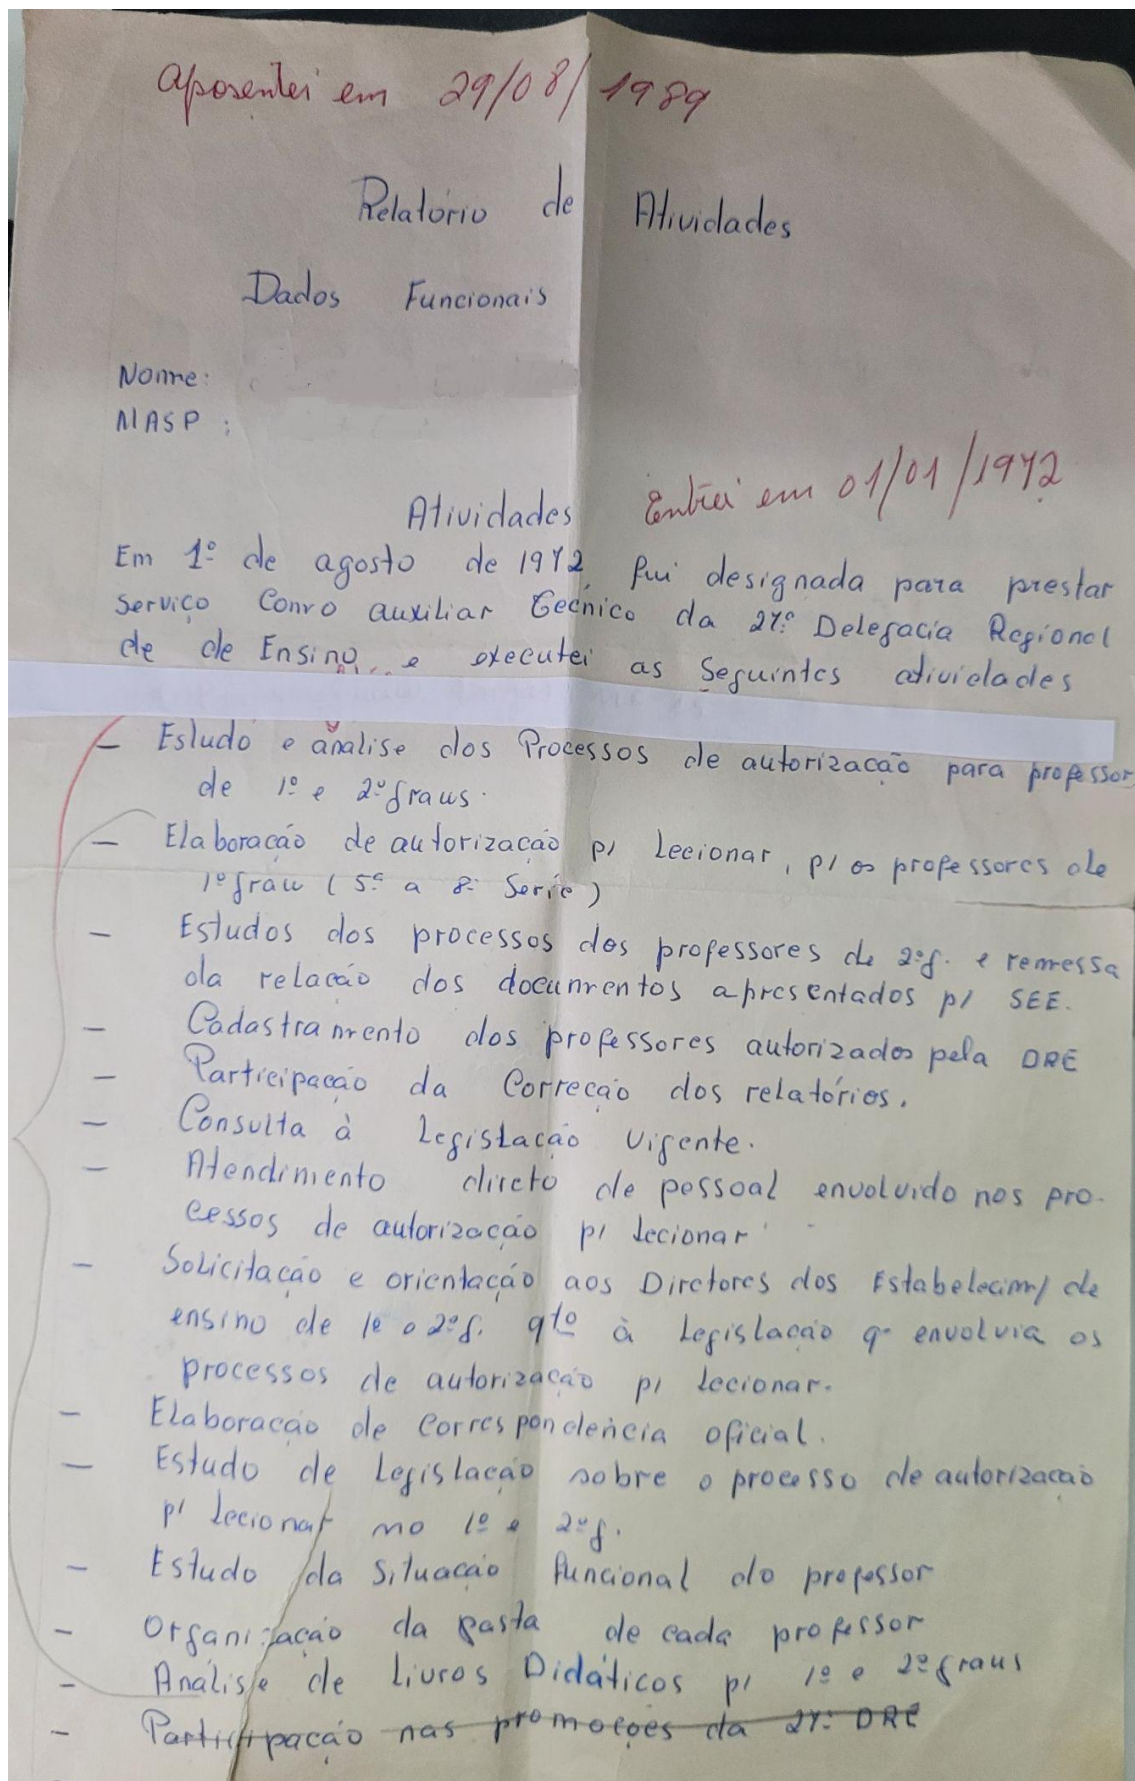 Aposentei em 29/08/1989
Relatório de Atividades
Dados Funcionais
Nome:
MASP:
Entrei em 01/01/1972
Atividades
Em 1º de agosto de 1972, fui designada para prestar
serviço como auxiliar Tecnico da 27ª Delegacia Regional
de de Ensino e executei as seguintes atividades
- Estudo e análise dos Processos de autorização para professor
de 1º e 2º graus.
- Elaboração de autorização p/ lecionar, p/ os professores de
1º grau (5ª a 8ª Serie)
- Estudos dos processos dos professores de 2º g. e remessa
da relação dos documentos apresentados p/ SEE.
- Cadastramento dos professores autorizados pela DRE
- Participação da Correção dos relatórios.
- Consulta à Legislação Vigente.
- Atendimento direto de pessoal envolvido nos pro-
cessos de autorização p/ lecionar
- Solicitação e orientação aos Diretores dos Estabelecim/ de
ensino de 1º e 2º g. qto à Legislação q envolvia os
processos de autorização p/ lecionar.
- Elaboração de Correspondência oficial.
- Estudo de Legislação sobre o processo de autorização
p/ lecionar no 1º e 2º g.
- Estudo da Situação funcional do professor
- Organização da pasta de cada professor
- Análise de Livros Didáticos p/ 1º e 2º graus
- Participação nas promoções da 27ª DRE